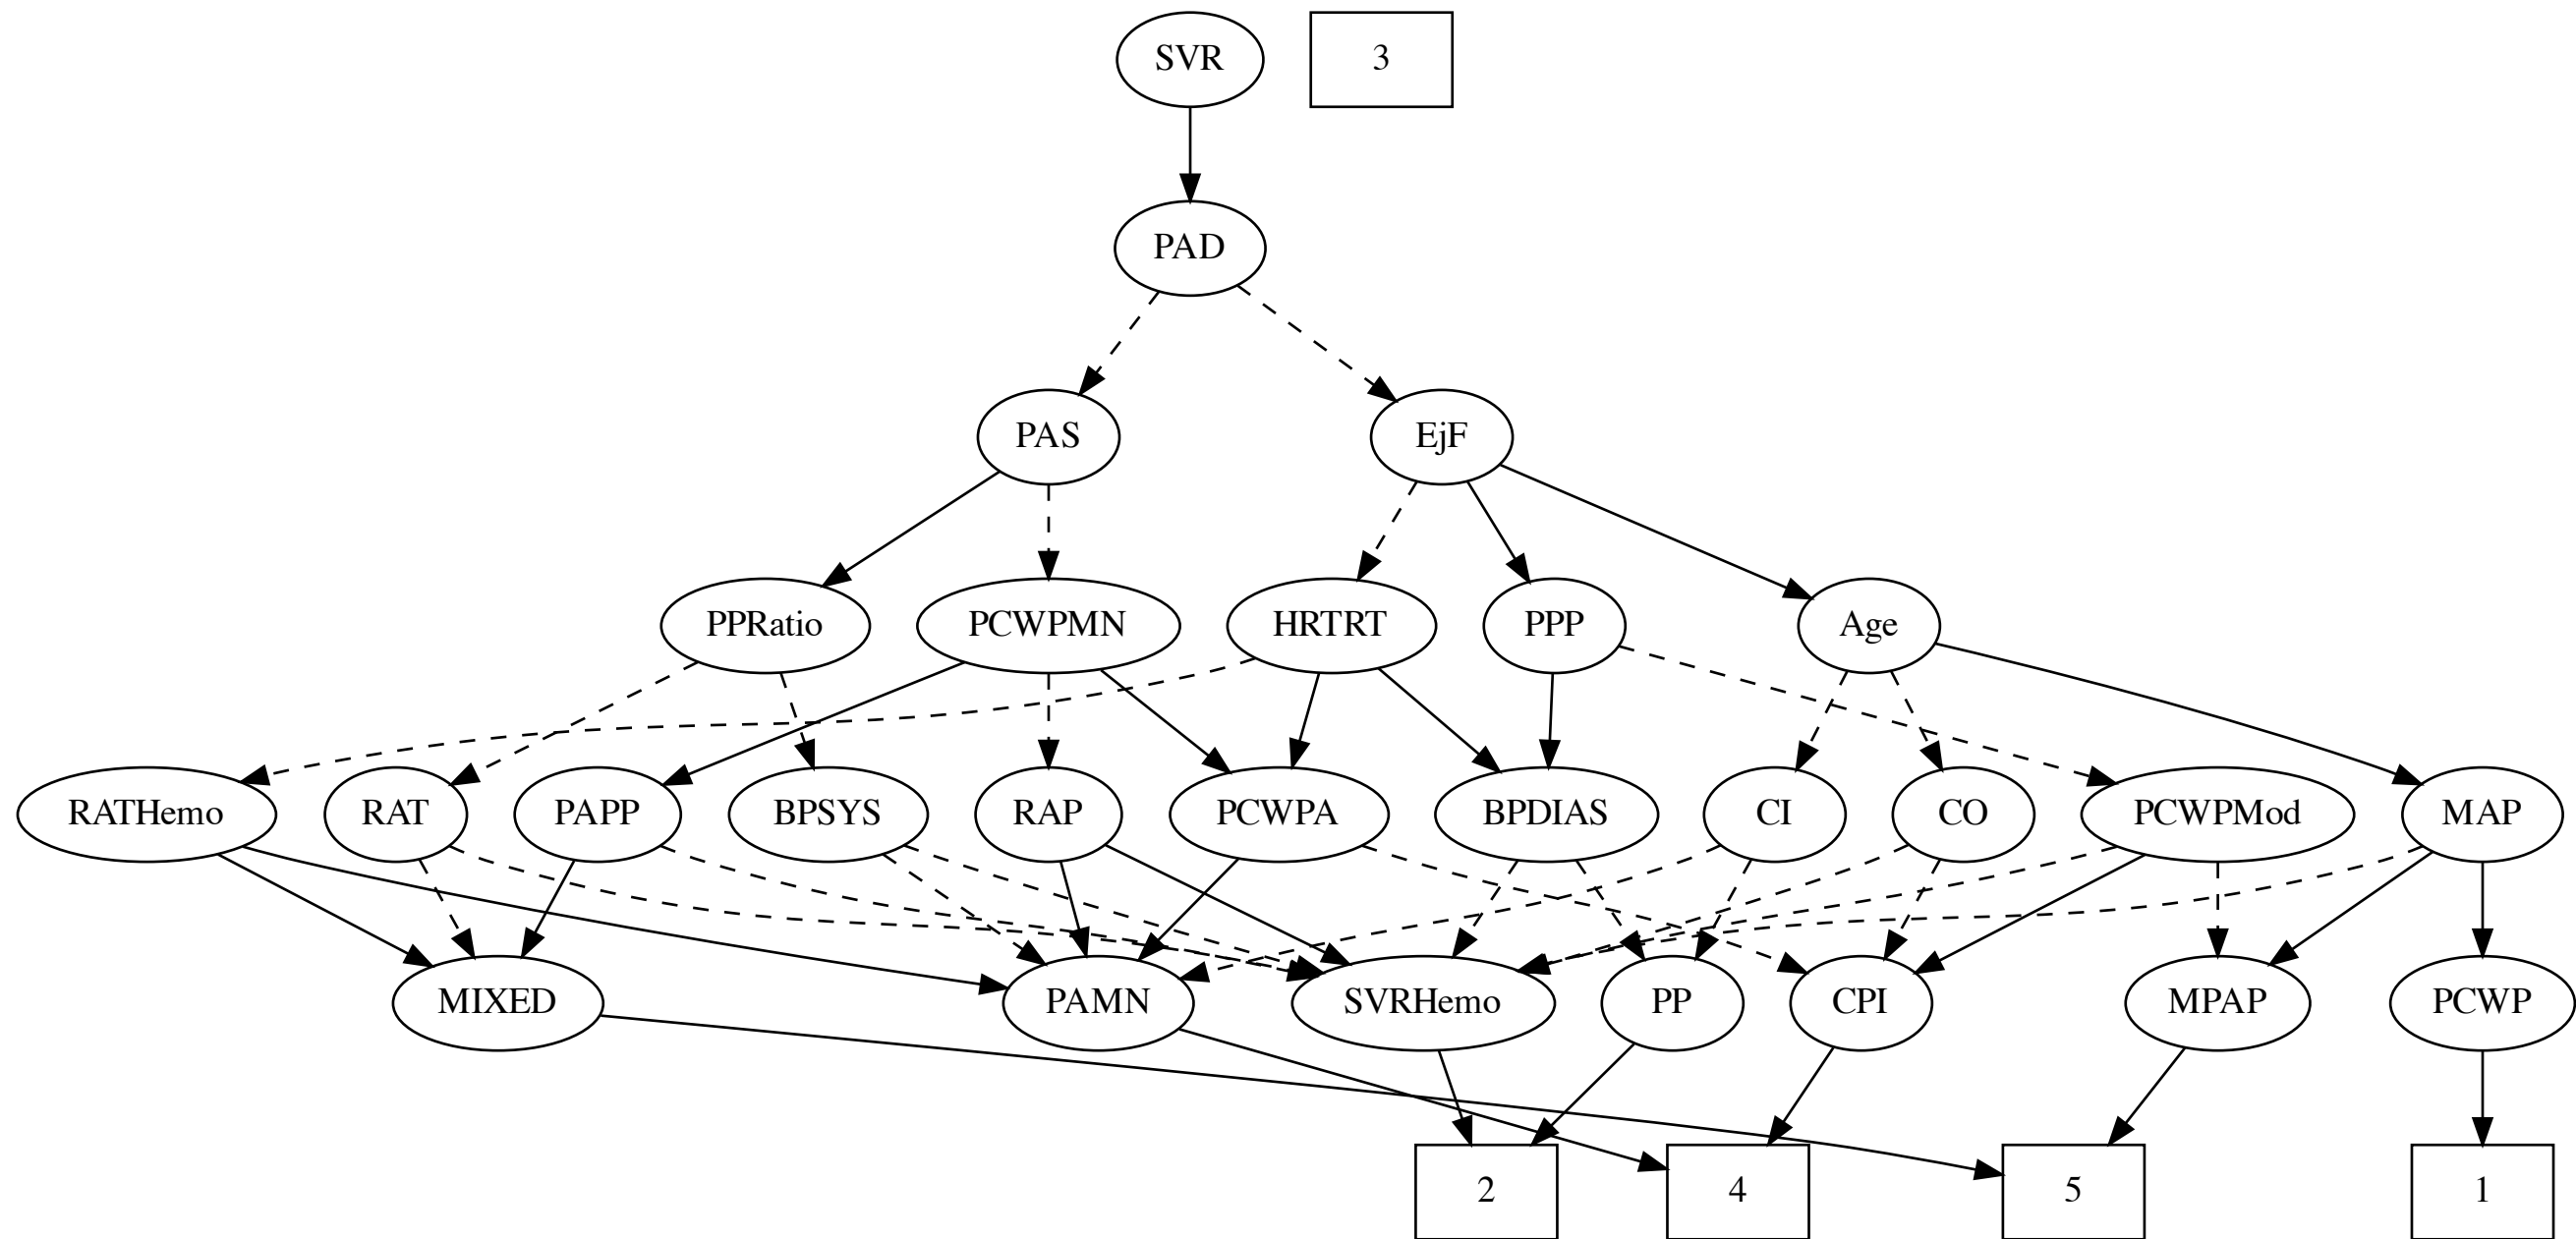 SVR
3
PAD
PAS
EjF
PPRatio
PCWPMN
HRTRT
PPP
Age
RATHemo
RAT
PAPP
BPSYS
RAP
PCWPA
BPDIAS
CI
CO
PCWPMod
MAP
MIXED
PAMN
SVRHemo
PP
CPI
MPAP
PCWP
2
4
5
1